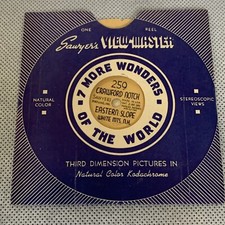 ONE REEL
Sawyer's VIEW-MASTER
7 MORE WONDERS
259
CRAWFORD NOTCH
EASTERN SLOPE
WHITE MTS. N.H.
OF THE WORLD
NATURAL
COLOR
STEREOSCOPIC
VIEWS
THIRD DIMENSION PICTURES IN
Natural Color Kodachrome